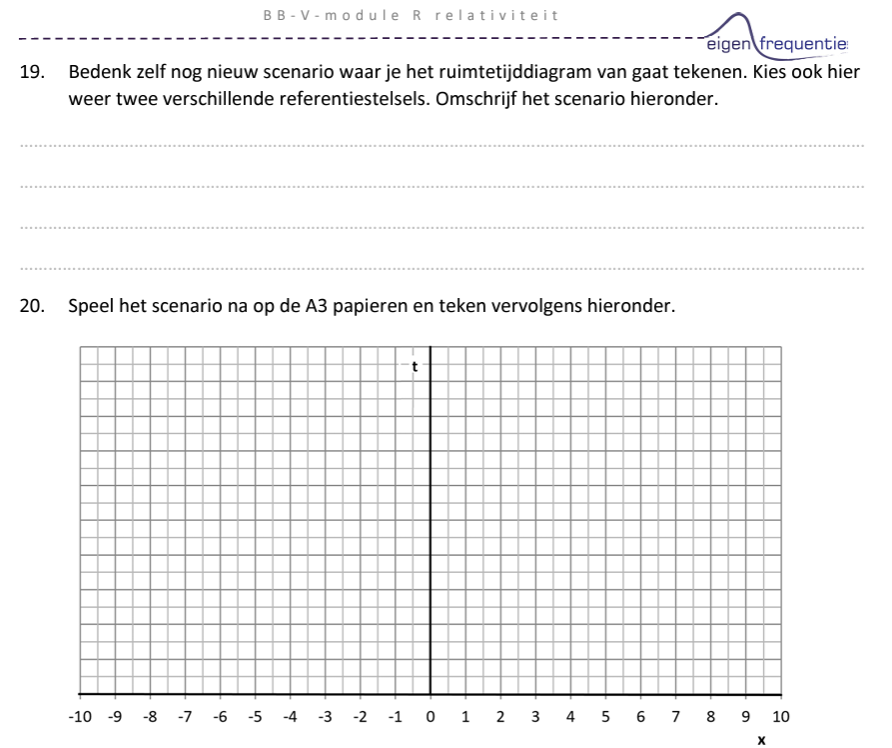 BB-V-module R relativiteit
eigen frequentie
19. Bedenk zelf nog nieuw scenario waar je het ruimtetijddiagram van gaat tekenen. Kies ook hier
weer twee verschillende referentiestelsels. Omschrijf het scenario hieronder.
20. Speel het scenario na op de A3 papieren en teken vervolgens hieronder.
t
-10 -9 -8 -7 -6 -5 -4 -3 -2 -1 0 1 2 3 4 5 6 7 8 9 10
x